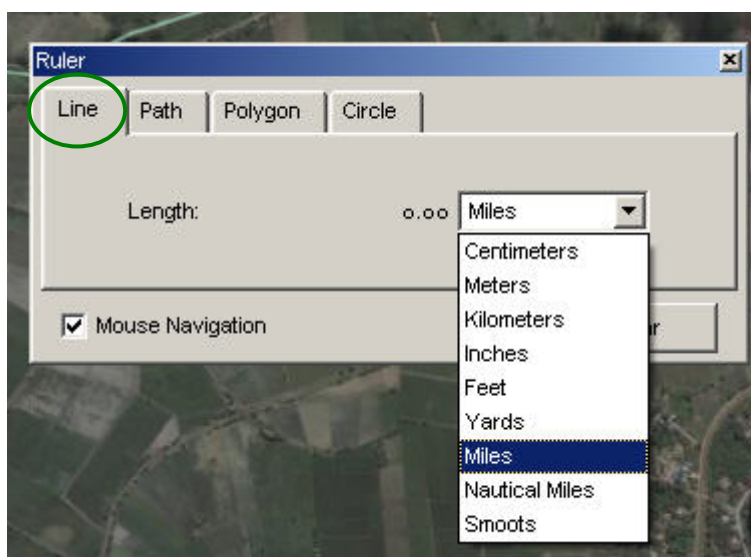 Ruler
Line Path Polygon Circle
Length: 0.00 Miles
Centimeters
Meters
Kilometers
Mouse Navigation
Inches
Feet
Yards
Miles
Nautical Miles
Smoots